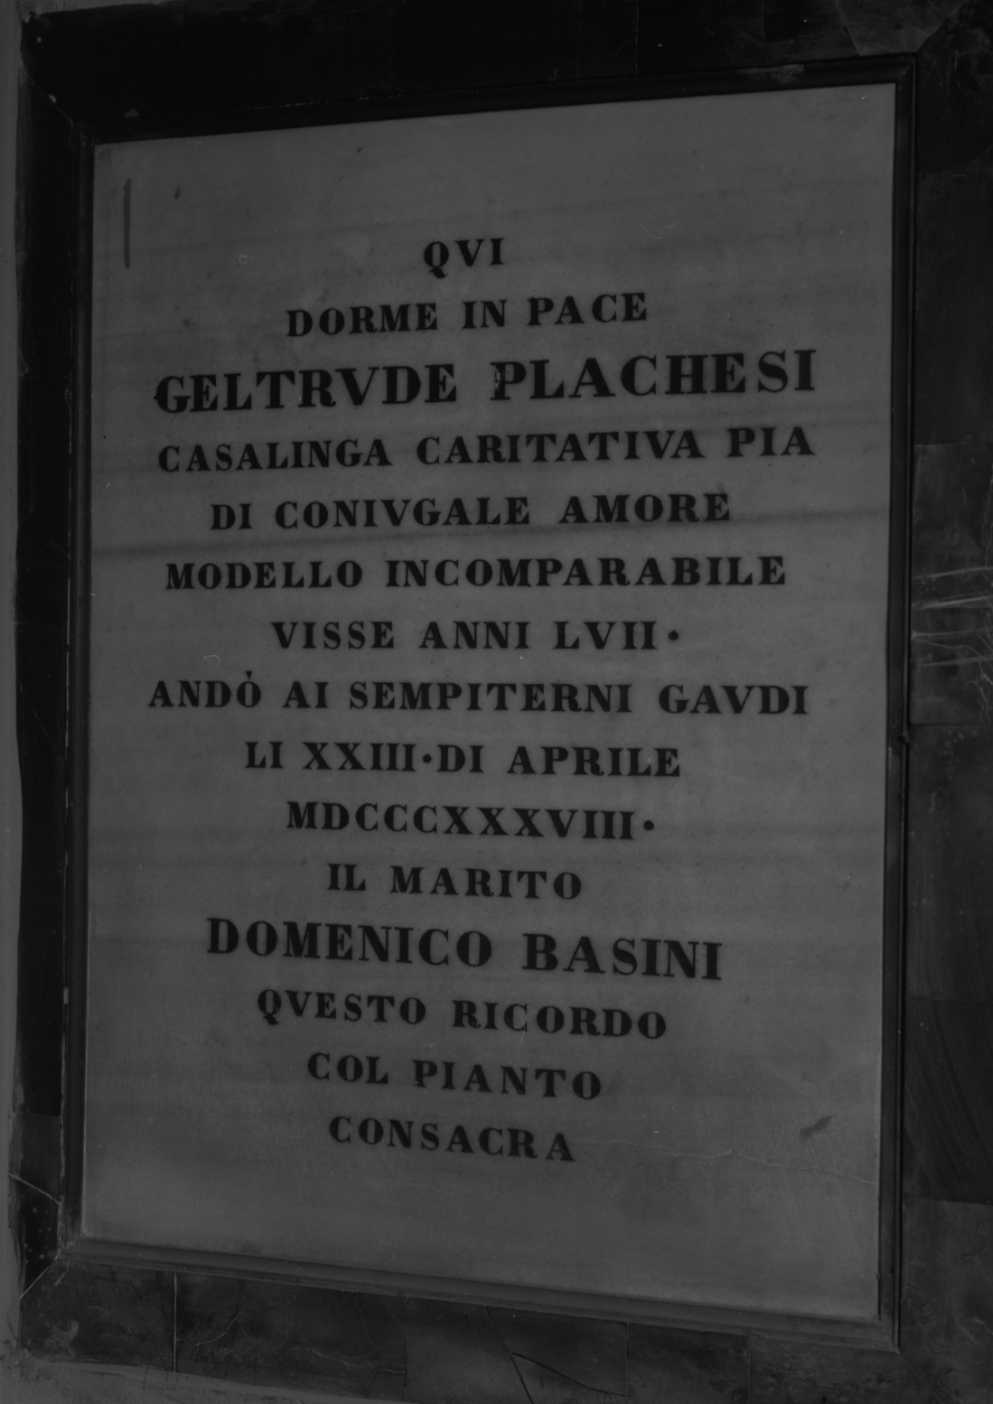 QVI
DORME IN PACE
GELTRVDE PLACHESI
CASALINGA CARITATIVA PIA
DI CONIVGALE AMORE
MODELLO INCOMPARABILE
VISSE ANNI LVII·
ANDÒ AI SEMPITERNI GAVDI
LI XXIII·DI APRILE
MDCCCXXXVIII·
IL MARITO
DOMENICO BASINI
QVESTO RICORDO
COL PIANTO
CONSACRA